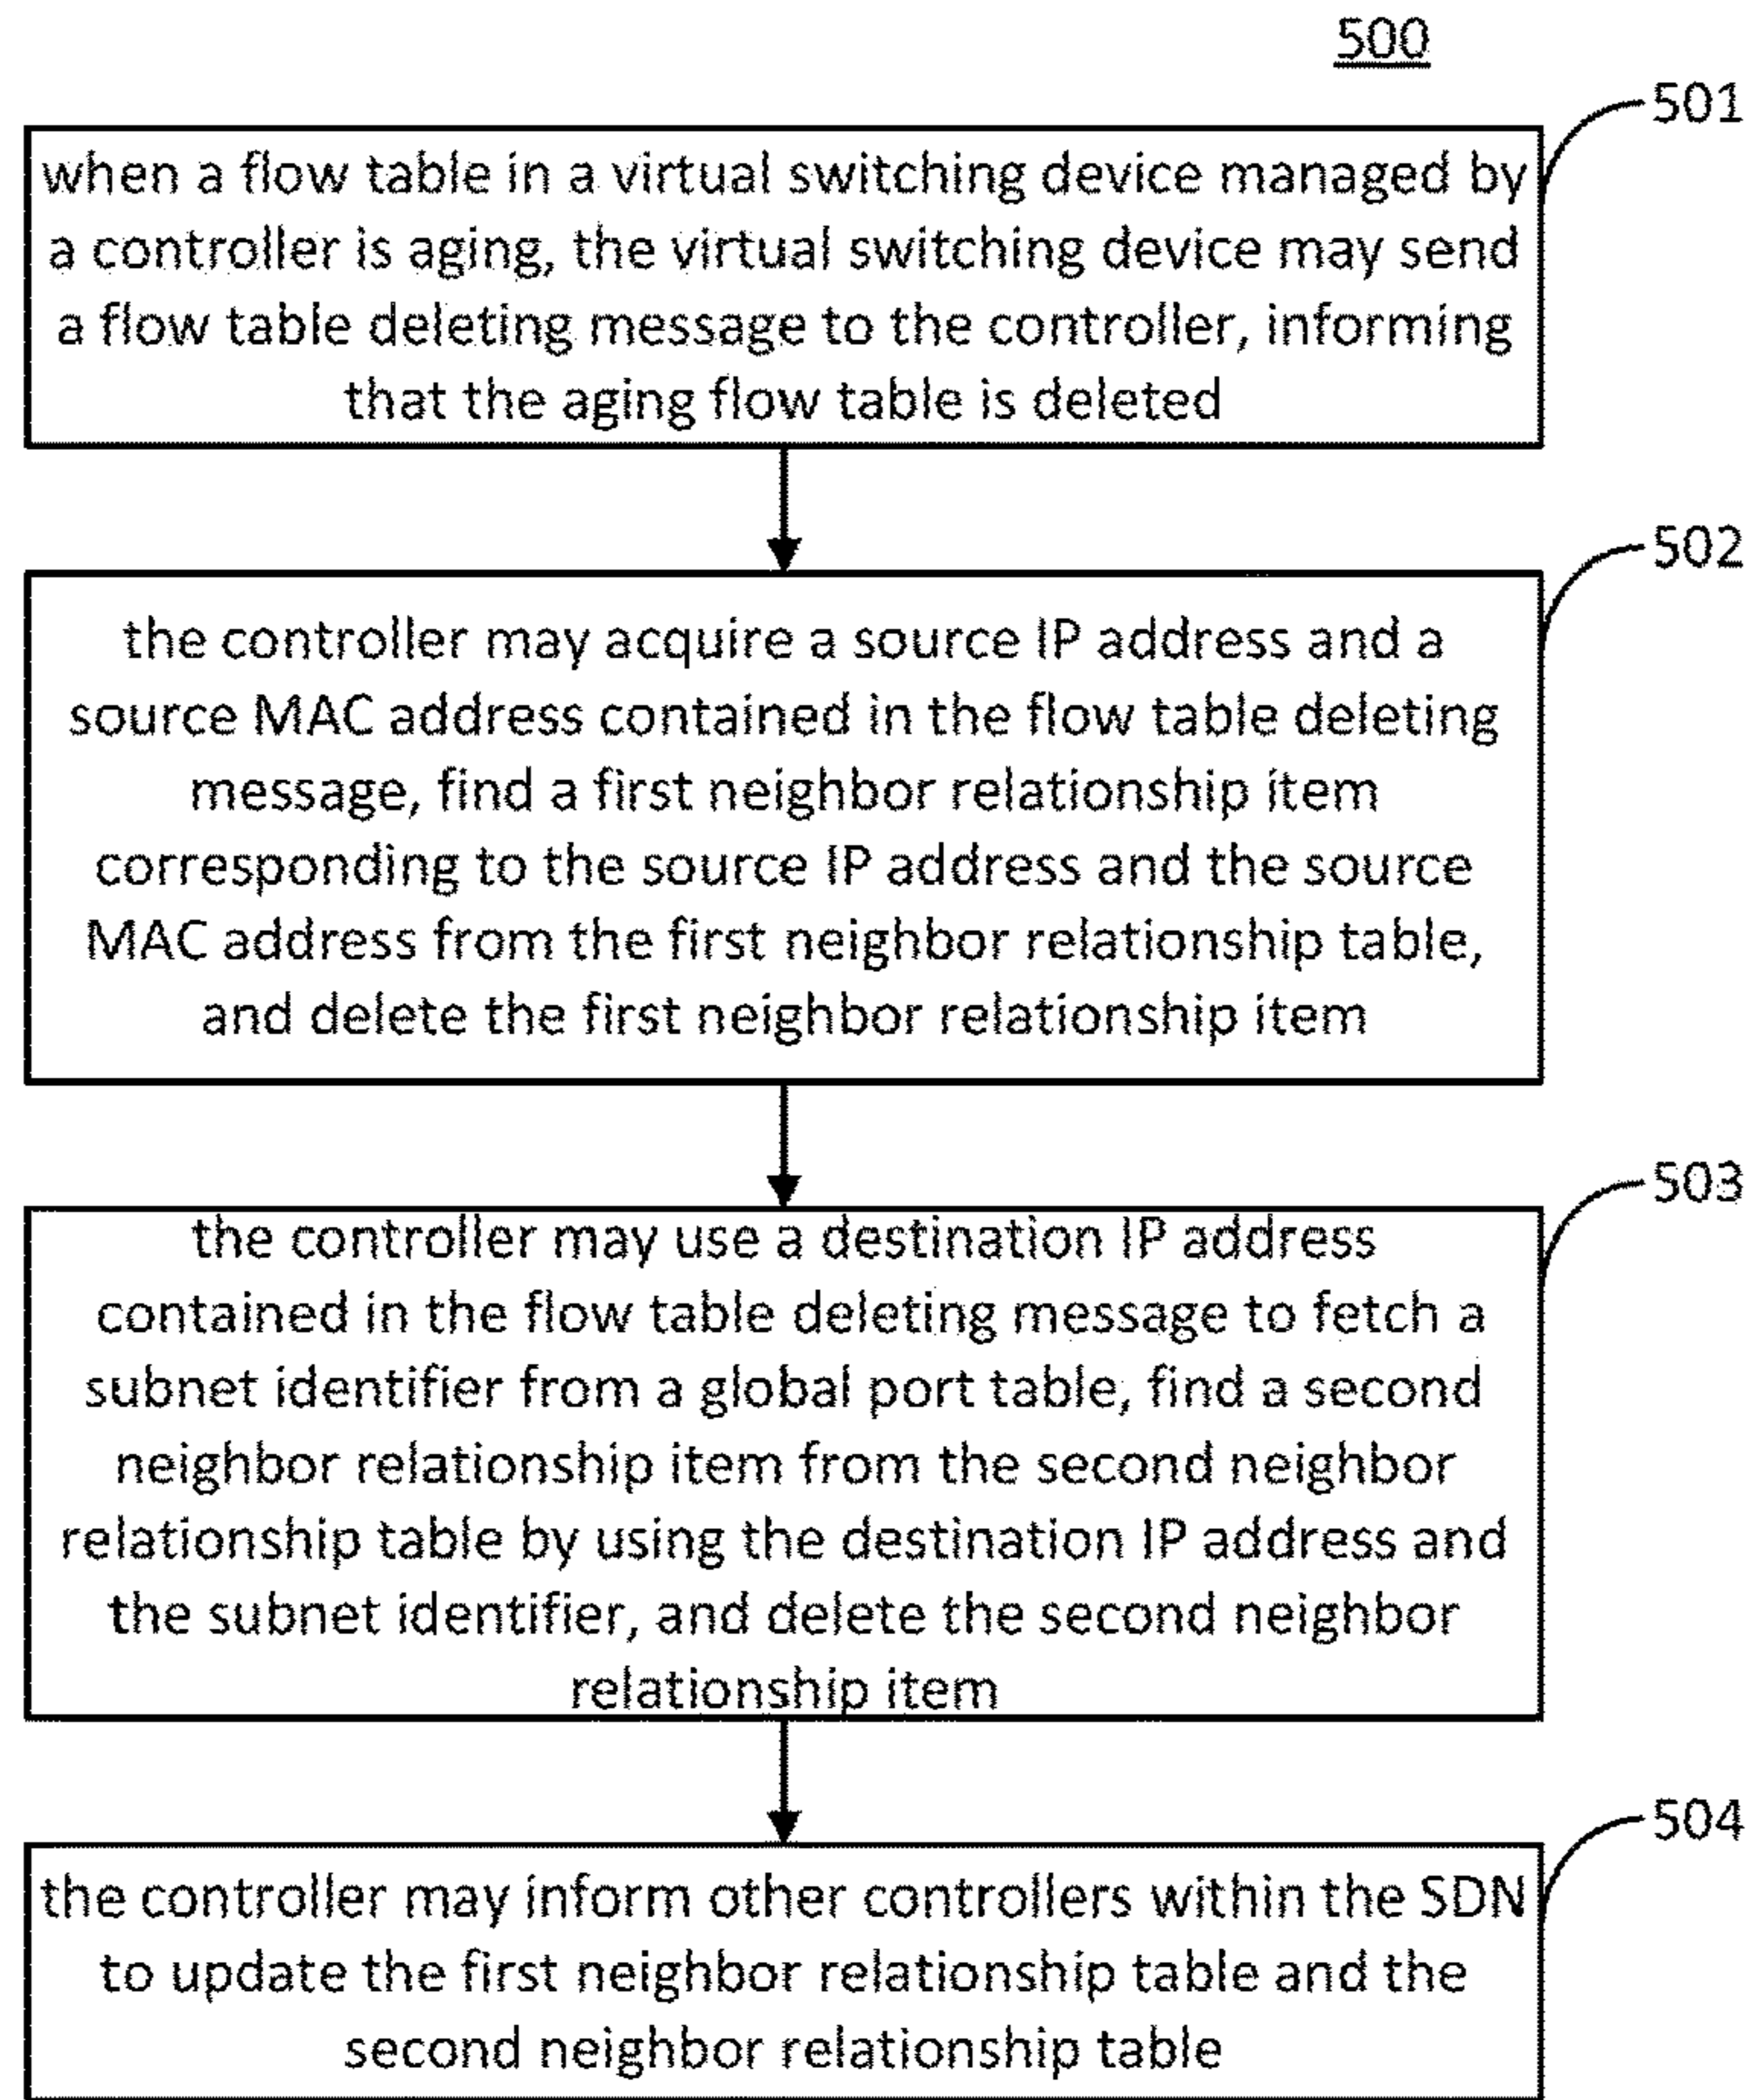 500
501
when a flow table in a virtual switching device managed by
a controller is aging, the virtual switching device may send
a flow table deleting message to the controller, informing
that the aging flow table is deleted
502
the controller may acquire a source IP address and a
source MAC address contained in the flow table deleting
message, find a first neighbor relationship item
corresponding to the source IP address and the source
MAC address from the first neighbor relationship table,
and delete the first neighbor relationship item
503
the controller may use a destination IP address
contained in the flow table deleting message to fetch a
subnet identifier from a global port table, find a second
neighbor relationship item from the second neighbor
relationship table by using the destination IP address and
the subnet identifier, and delete the second neighbor
relationship item
504
the controller may inform other controllers within the SDN
to update the first neighbor relationship table and the
second neighbor relationship table